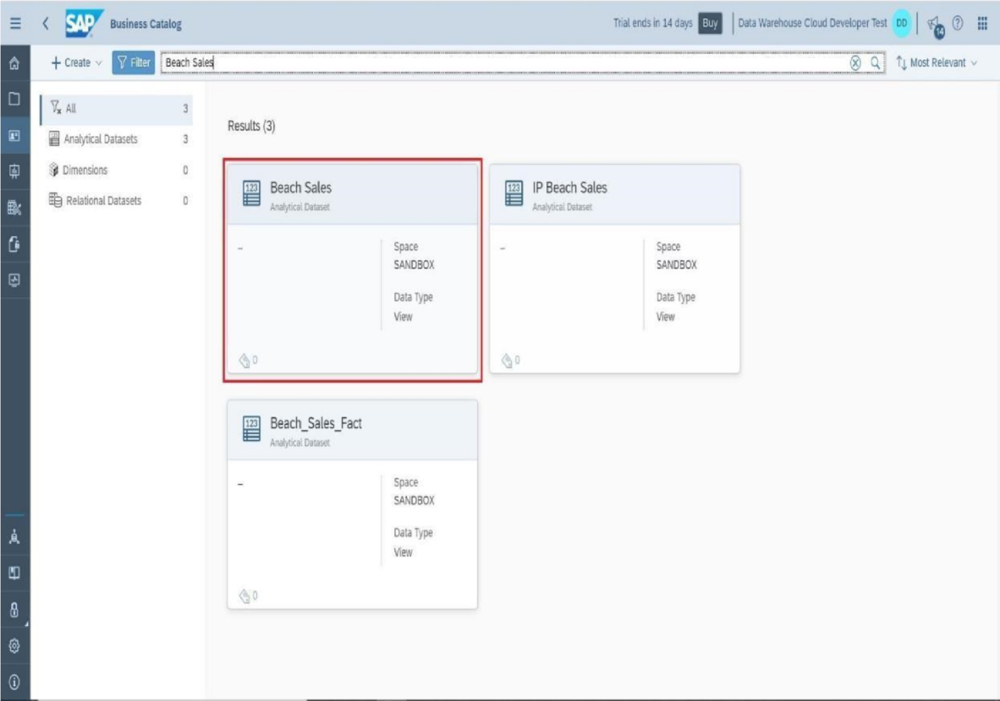 SAP Business Catalog Trial ends in 14 days Buy Data Warehouse Cloud Developer Test DD 14
Create Filter Beach Sales Most Relevant
All 3
Analytical Datasets 3
Dimensions 0
Relational Datasets 0
Results (3)
123 Beach Sales
Analytical Dataset
– Space
SANDBOX
Data Type
View
0
123 IP Beach Sales
Analytical Dataset
– Space
SANDBOX
Data Type
View
0
123 Beach_Sales_Fact
Analytical Dataset
– Space
SANDBOX
Data Type
View
0